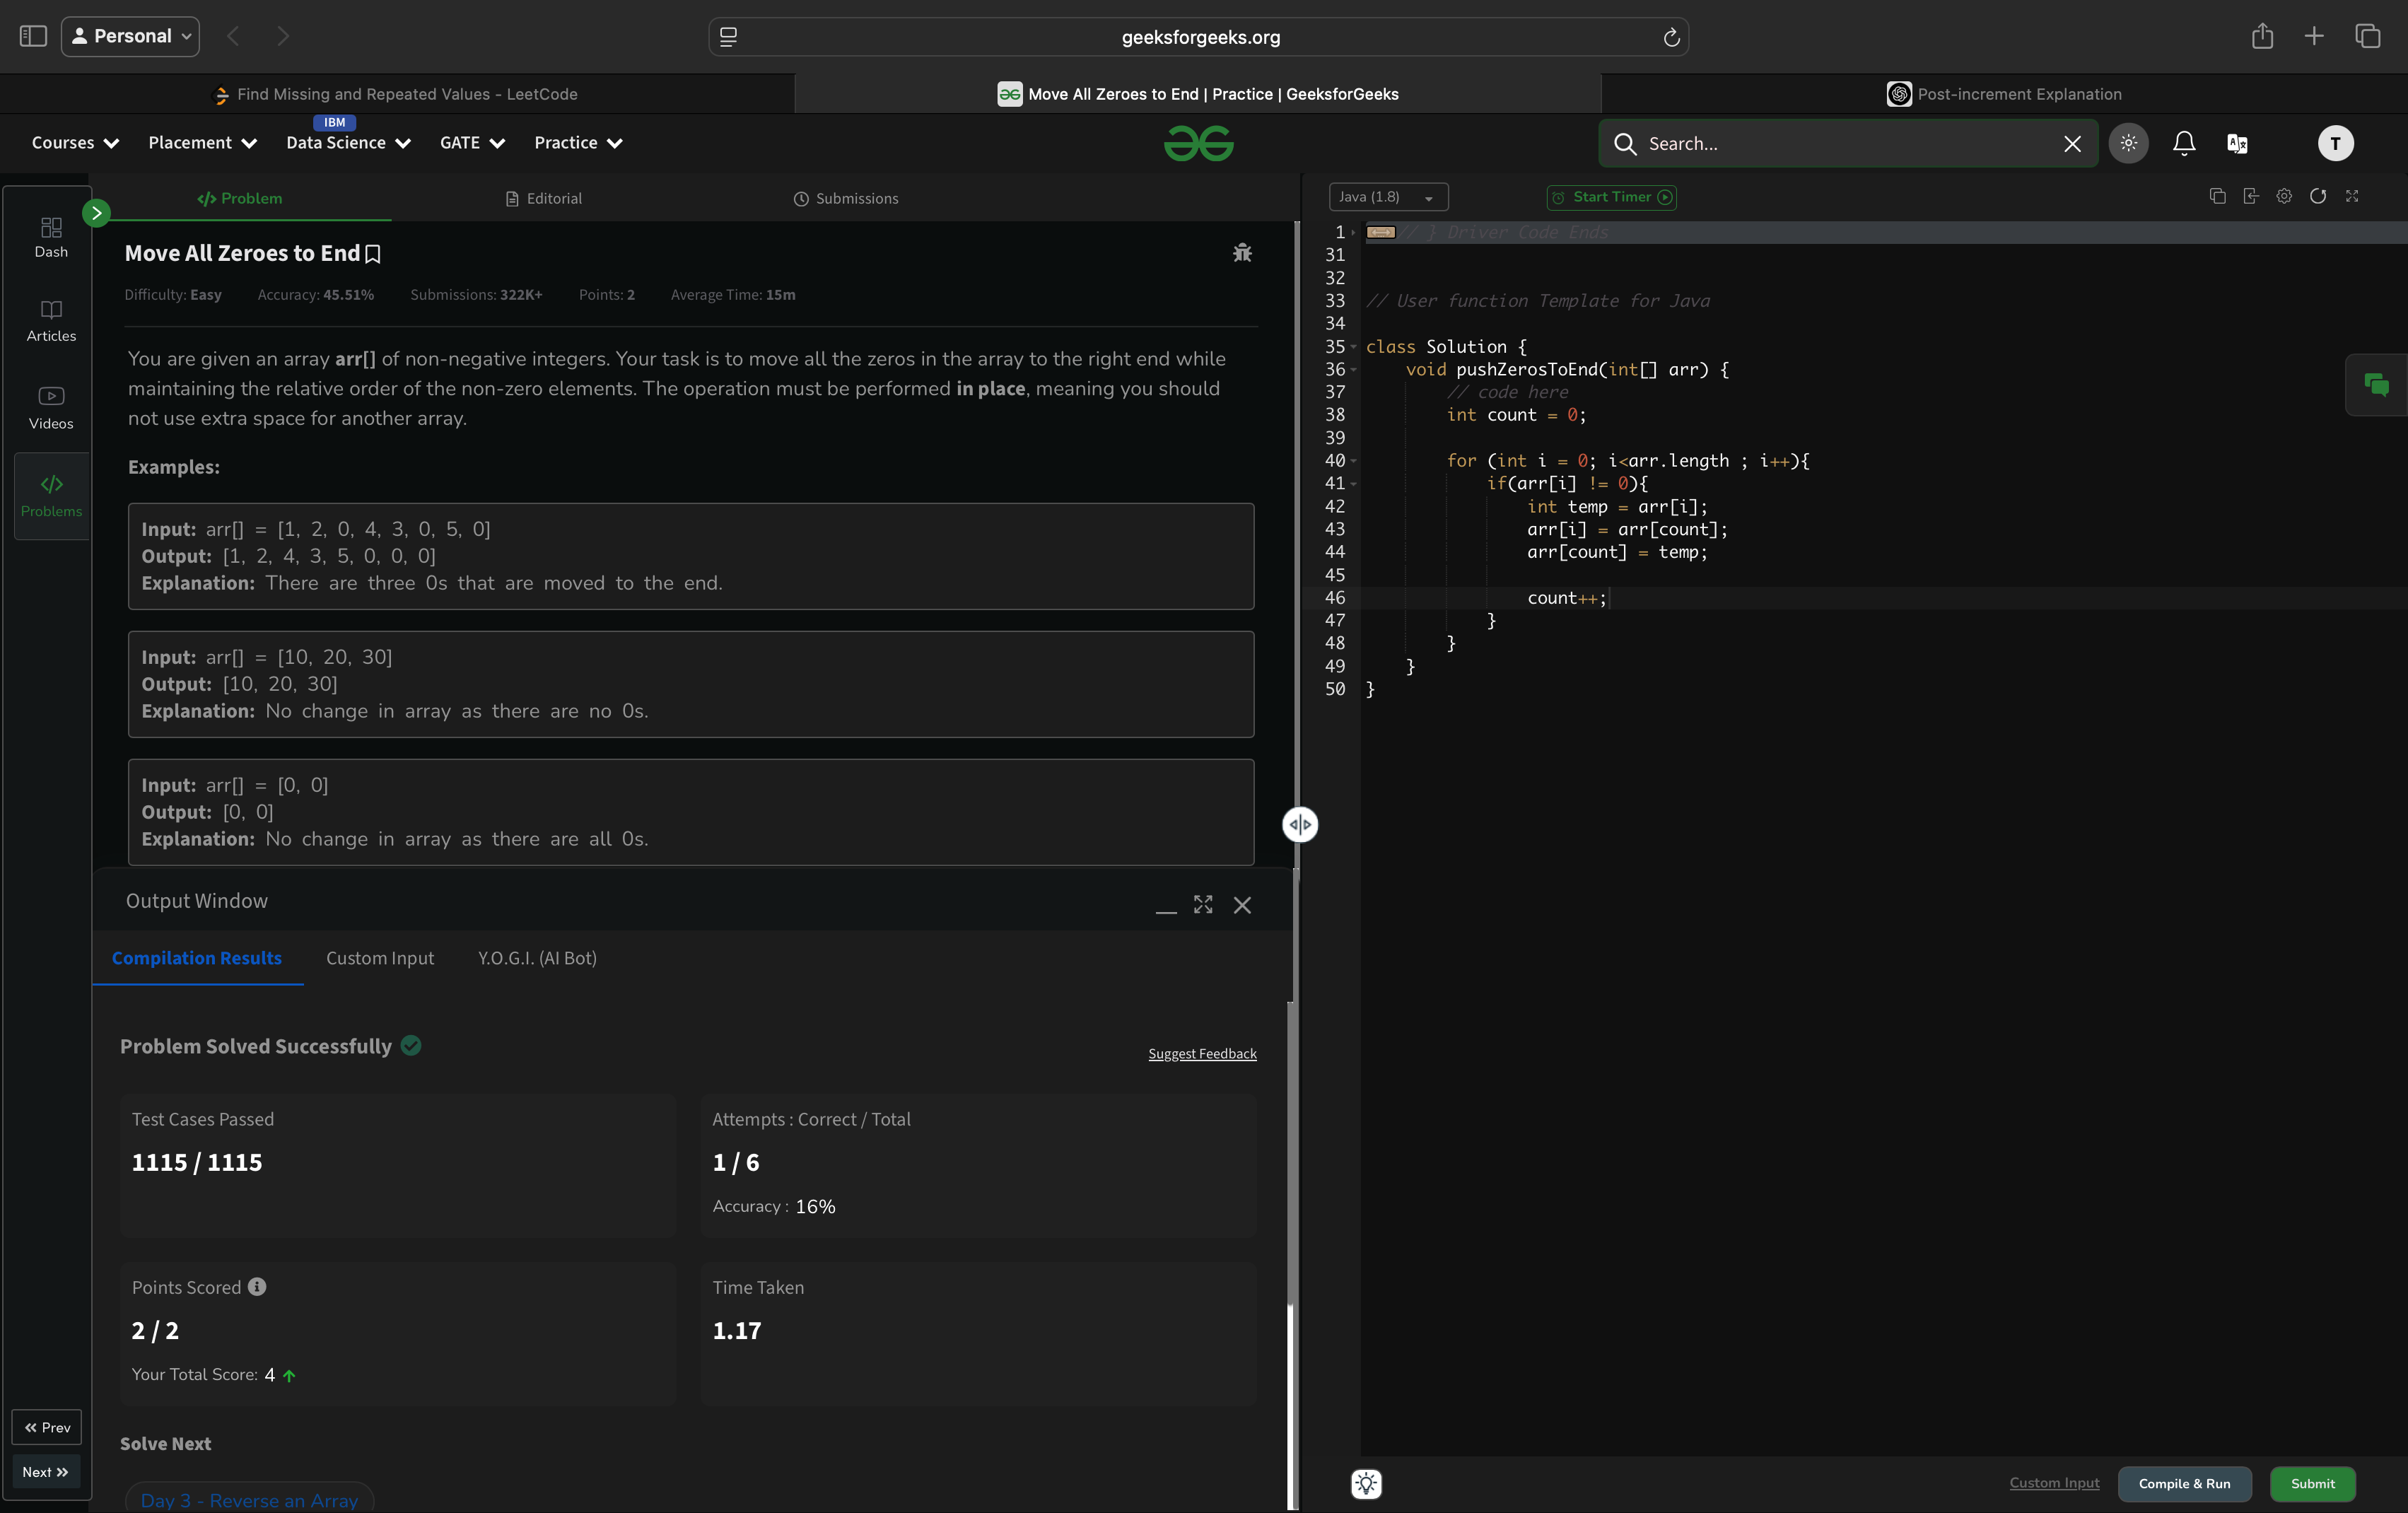 Personal
geeksforgeeks.org
Find Missing and Repeated Values - LeetCode
Move All Zeroes to End | Practice | GeeksforGeeks
Post-increment Explanation
IBM
Courses Placement Data Science GATE Practice
Search...
T
Dash
Articles
Videos
Problems
Prev
Next
Problem
Editorial
Submissions
Move All Zeroes to End
Difficulty: Easy Accuracy: 45.51% Submissions: 322K+ Points: 2 Average Time: 15m
You are given an array arr[] of non-negative integers. Your task is to move all the zeros in the array to the right end while
maintaining the relative order of the non-zero elements. The operation must be performed in place, meaning you should
not use extra space for another array.
Examples:
Input: arr[] = [1, 2, 0, 4, 3, 0, 5, 0]
Output: [1, 2, 4, 3, 5, 0, 0, 0]
Explanation: There are three 0s that are moved to the end.
Input: arr[] = [10, 20, 30]
Output: [10, 20, 30]
Explanation: No change in array as there are no 0s.
Input: arr[] = [0, 0]
Output: [0, 0]
Explanation: No change in array as there are all 0s.
Output Window
Compilation Results Custom Input Y.O.G.I. (AI Bot)
Problem Solved Successfully
Suggest Feedback
Test Cases Passed
1115 / 1115
Attempts : Correct / Total
1 / 6
Accuracy : 16%
Points Scored
2 / 2
Your Total Score: 4
Time Taken
1.17
Solve Next
Day 3 - Reverse an Array
Java (1.8)
Start Timer
1 // } Driver Code Ends
31
32
33 // User function Template for Java
34
35 class Solution {
36 void pushZerosToEnd(int[] arr) {
37 // code here
38 int count = 0;
39
40 for (int i = 0; i<arr.length ; i++){
41 if(arr[i] != 0){
42 int temp = arr[i];
43 arr[i] = arr[count];
44 arr[count] = temp;
45
46 count++;
47 }
48 }
49 }
50 }
Custom Input
Compile & Run
Submit